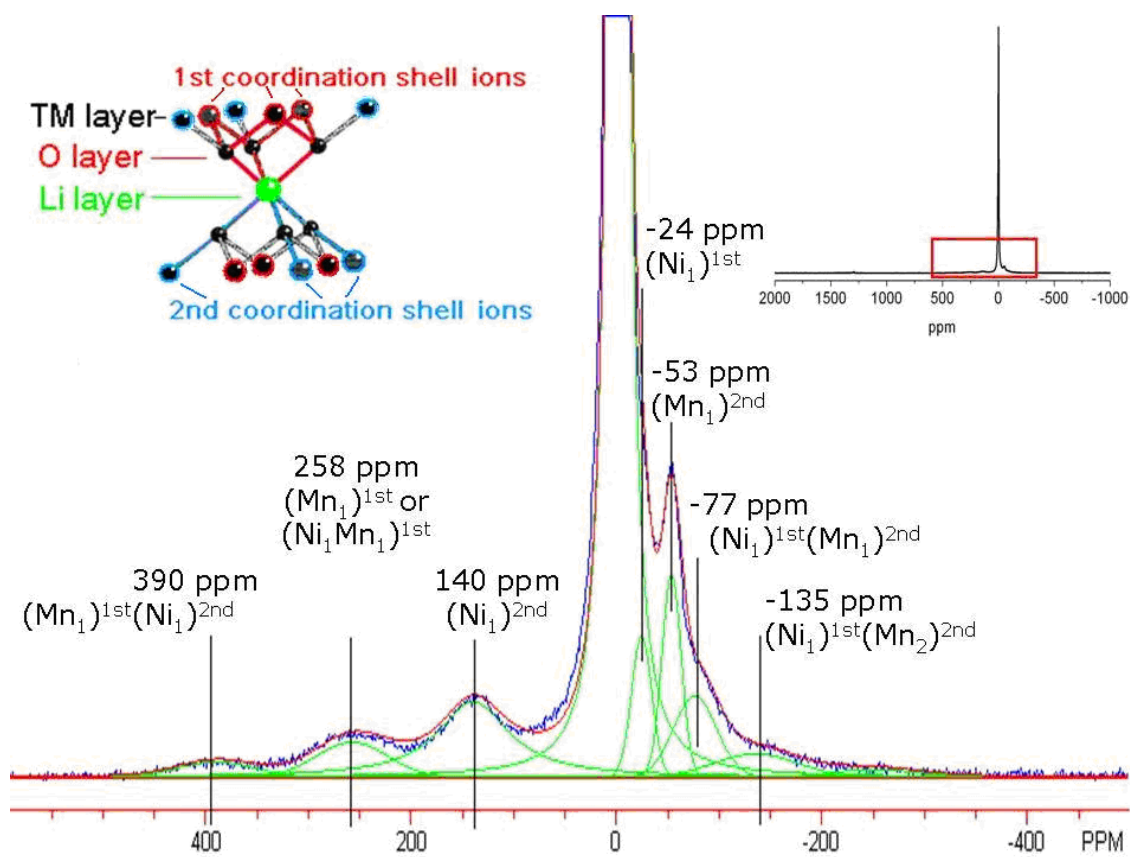 1st coordination shell ions
TM layer
O layer
Li layer
2nd coordination shell ions
-24 ppm
(Ni₁)¹ˢᵗ
2000 1500 1000 500 0 -500 -1000
ppm
-53 ppm
(Mn₁)²ⁿᵈ
258 ppm
(Mn₁)¹ˢᵗ or
(Ni₁Mn₁)¹ˢᵗ
-77 ppm
(Ni₁)¹ˢᵗ(Mn₁)²ⁿᵈ
390 ppm
(Mn₁)¹ˢᵗ(Ni₁)²ⁿᵈ
140 ppm
(Ni₁)²ⁿᵈ
-135 ppm
(Ni₁)¹ˢᵗ(Mn₂)²ⁿᵈ
400 200 0 -200 -400 PPM